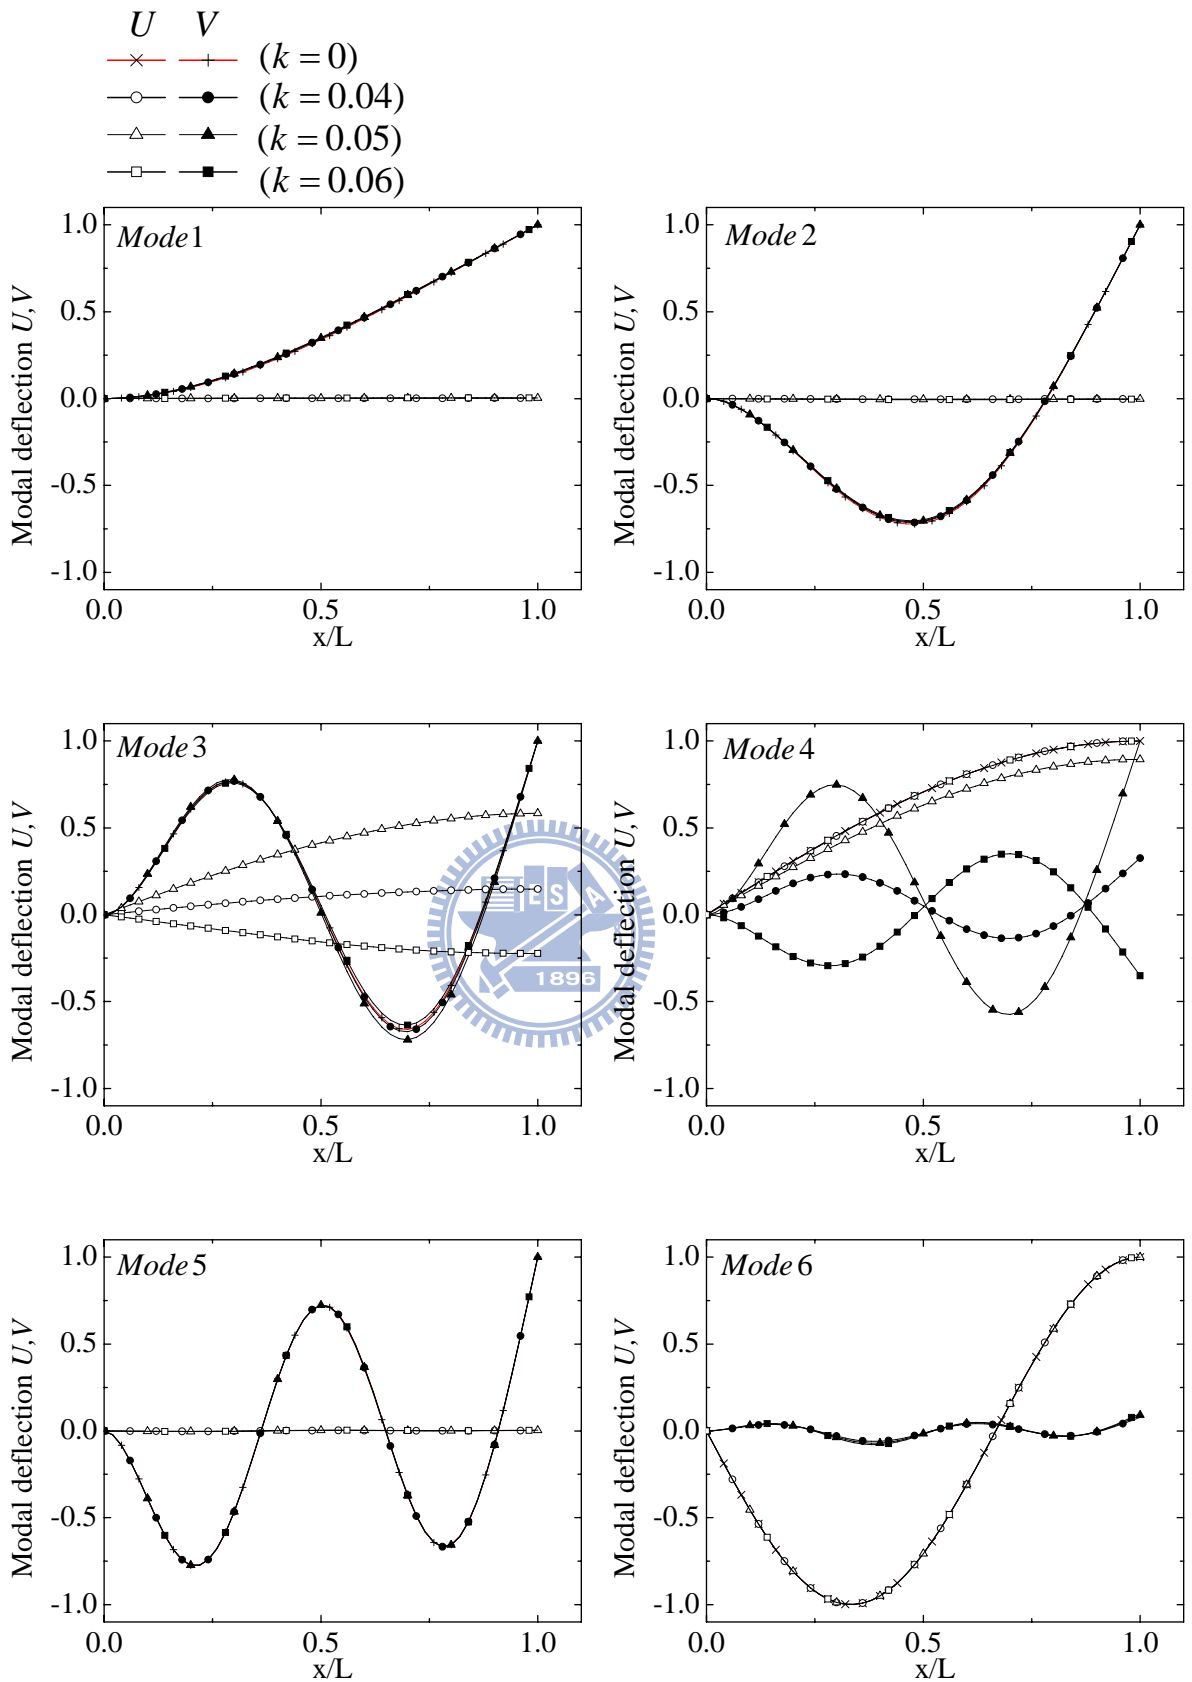 U V
(k = 0)
(k = 0.04)
(k = 0.05)
(k = 0.06)
Mode 1
Modal deflection U,V
1.0
0.5
0.0
-0.5
-1.0
0.0 0.5 1.0
x/L
Mode 2
Modal deflection U,V
1.0
0.5
0.0
-0.5
-1.0
0.0 0.5 1.0
x/L
Mode 3
Modal deflection U,V
1.0
0.5
0.0
-0.5
-1.0
0.0 0.5 1.0
x/L
Mode 4
Modal deflection U,V
1.0
0.5
0.0
-0.5
-1.0
0.0 0.5 1.0
x/L
ESA
1896
Mode 5
Modal deflection U,V
1.0
0.5
0.0
-0.5
-1.0
0.0 0.5 1.0
x/L
Mode 6
Modal deflection U,V
1.0
0.5
0.0
-0.5
-1.0
0.0 0.5 1.0
x/L